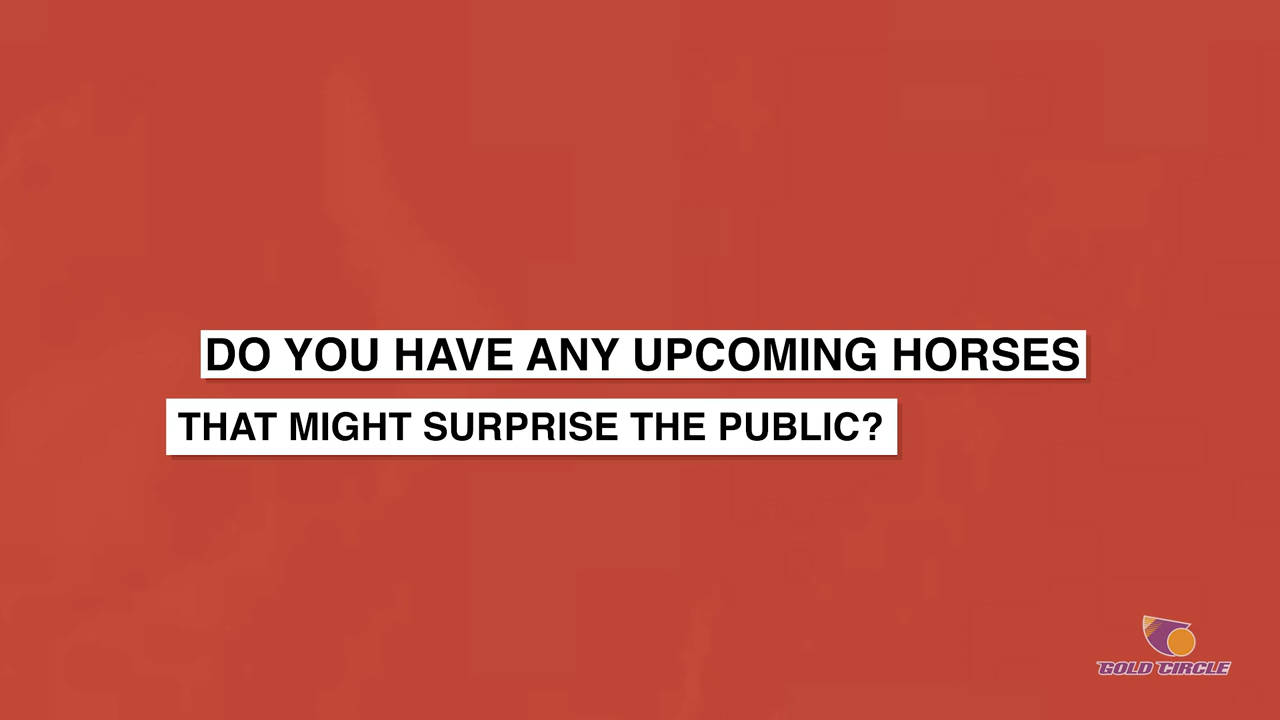 DO YOU HAVE ANY UPCOMING HORSES
THAT MIGHT SURPRISE THE PUBLIC?
GOLD CIRCLE